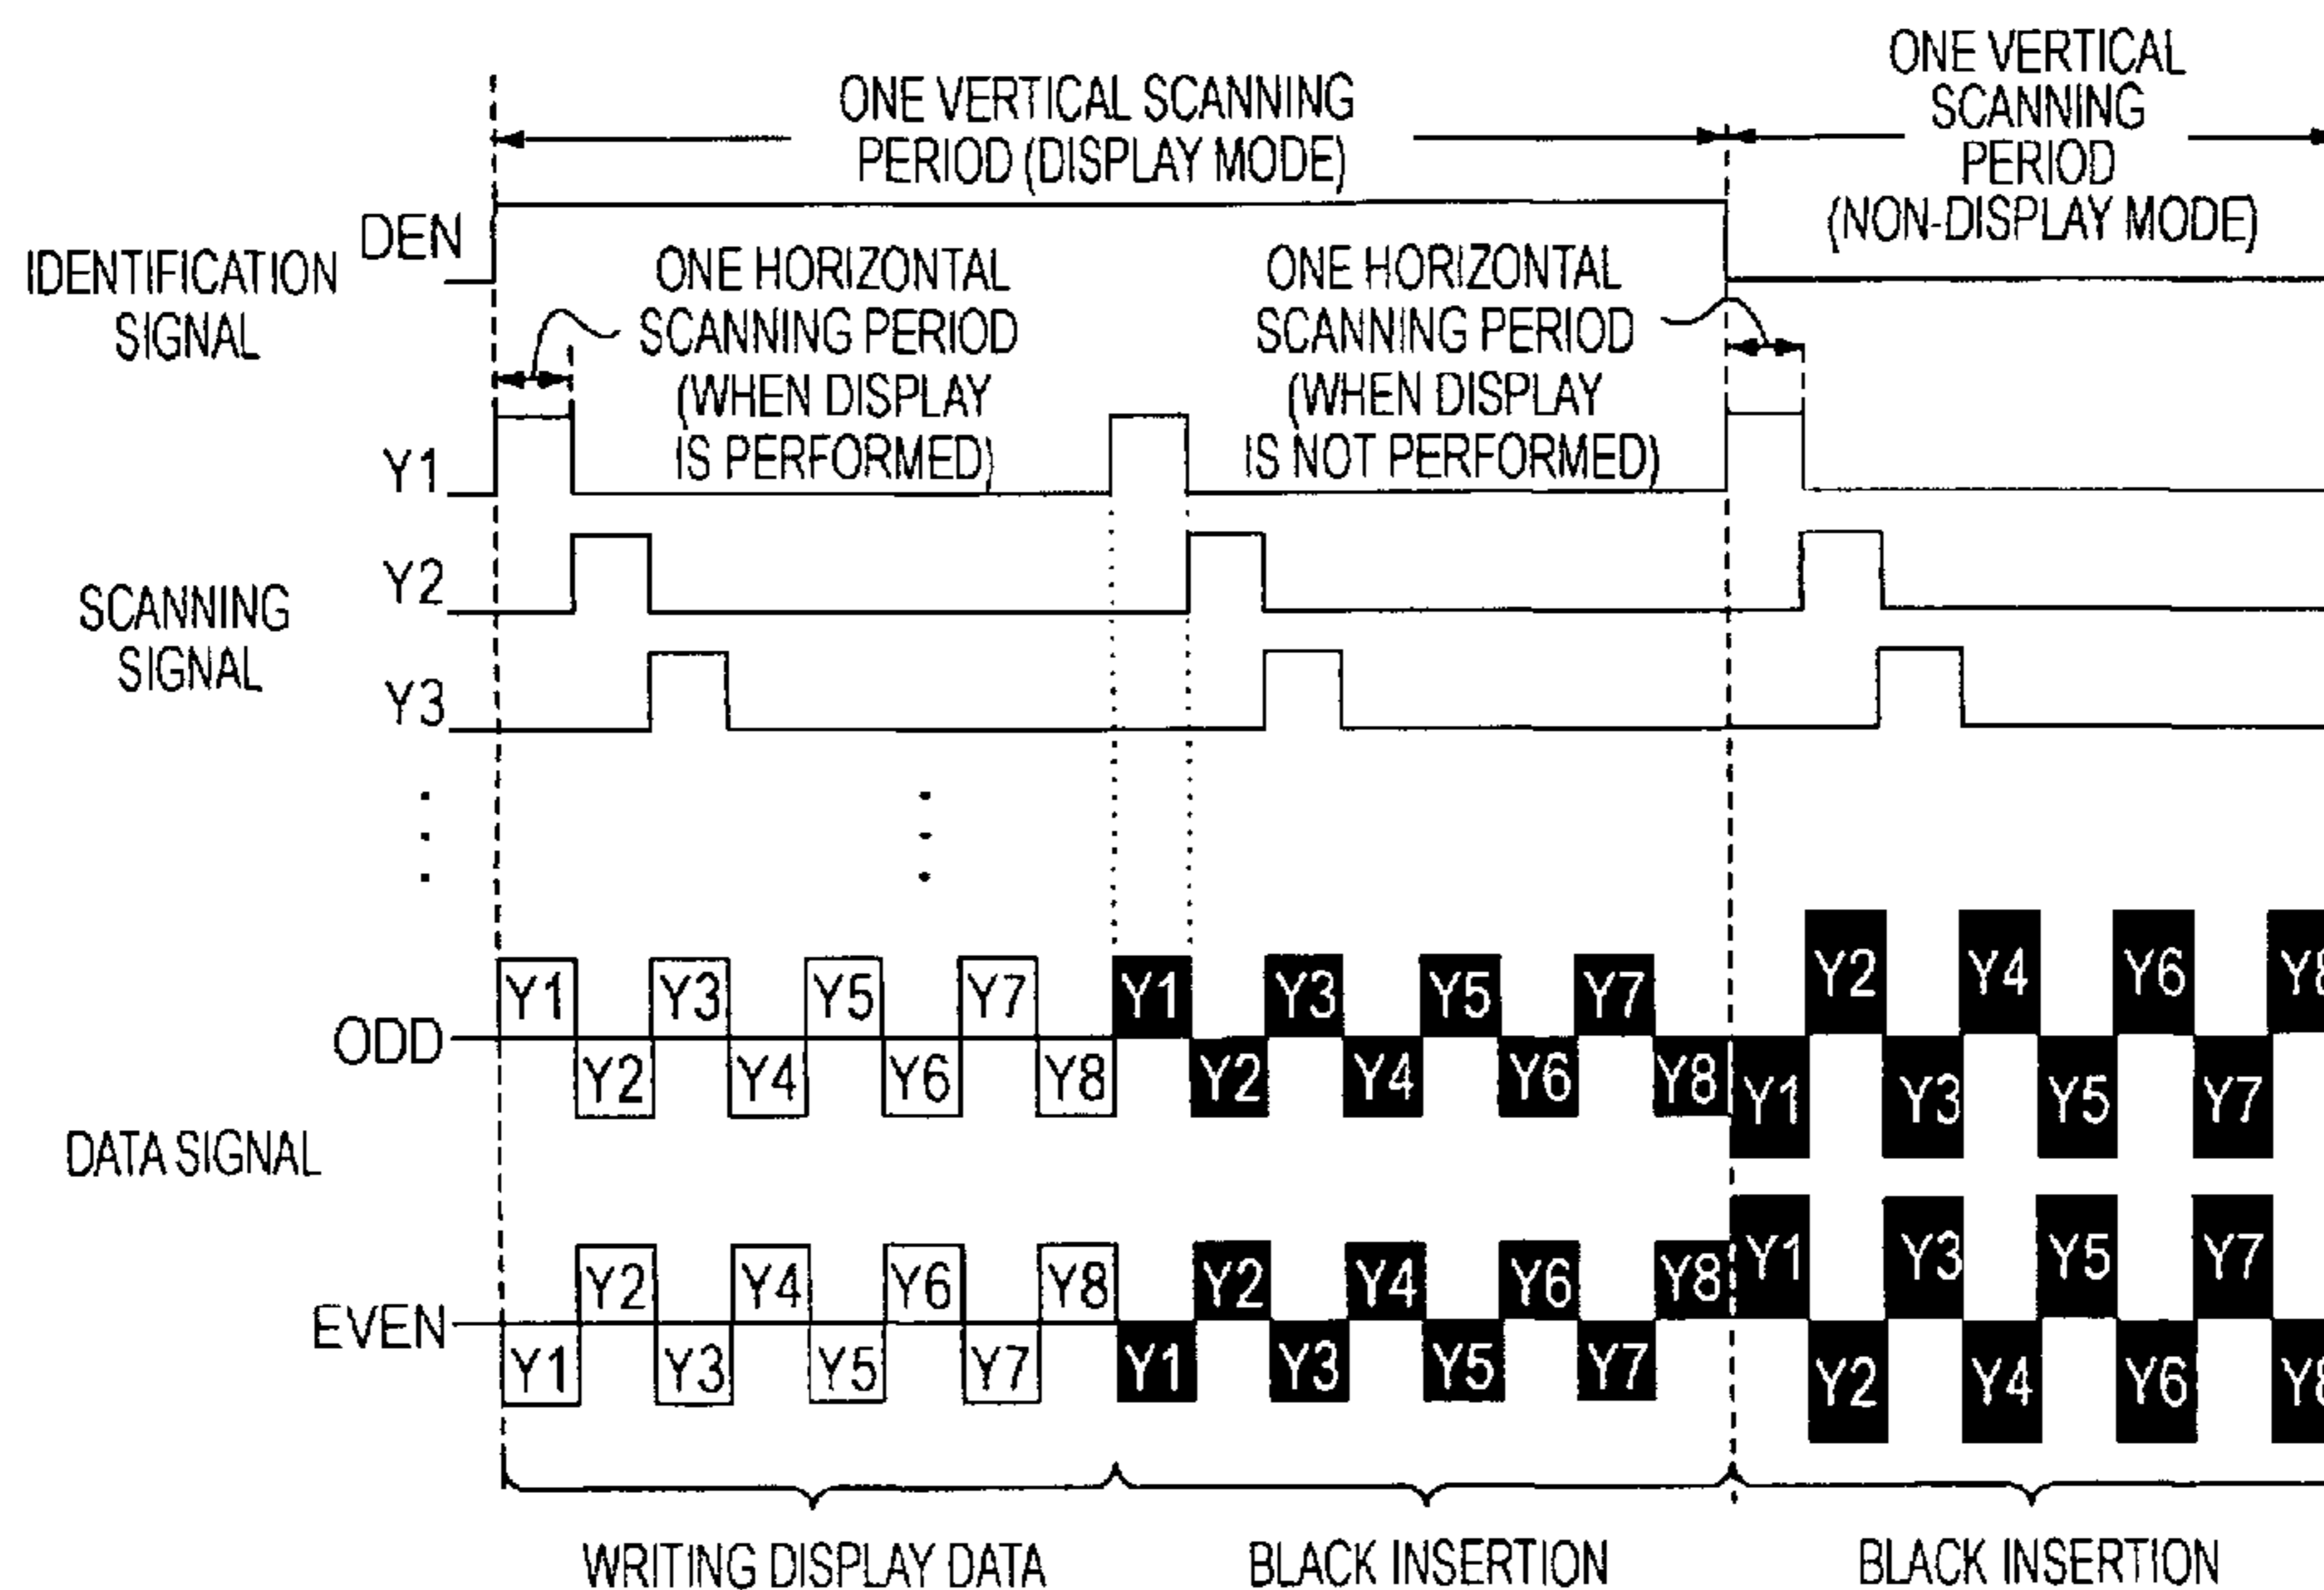 ONE VERTICAL SCANNING
PERIOD (DISPLAY MODE)
ONE VERTICAL
SCANNING
PERIOD
(NON-DISPLAY MODE)
IDENTIFICATION
SIGNAL
DEN
ONE HORIZONTAL
SCANNING PERIOD
(WHEN DISPLAY
IS PERFORMED)
ONE HORIZONTAL
SCANNING PERIOD
(WHEN DISPLAY
IS NOT PERFORMED)
Y1
SCANNING
SIGNAL
Y2
Y3
DATA SIGNAL
ODD
Y1 Y3 Y5 Y7 Y1 Y3 Y5 Y7 Y2 Y4 Y6 Y8
Y2 Y4 Y6 Y8 Y2 Y4 Y6 Y8 Y1 Y3 Y5 Y7
EVEN
Y2 Y4 Y6 Y8 Y2 Y4 Y6 Y8 Y1 Y3 Y5 Y7
Y1 Y3 Y5 Y7 Y1 Y3 Y5 Y7 Y2 Y4 Y6 Y8
WRITING DISPLAY DATA
BLACK INSERTION
BLACK INSERTION